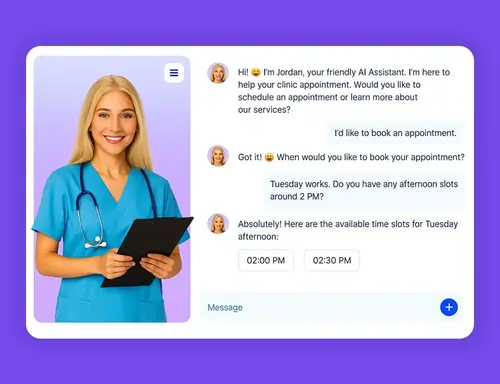 Hi! 😀 I'm Jordan, your friendly AI Assistant. I'm here to
help your clinic appointment. Would you like to
schedule an appointment or learn more about
our services?
I'd like to book an appointment.
Got it! 😀 When would you like to book your appointment?
Tuesday works. Do you have any afternoon slots
around 2 PM?
Absolutely! Here are the available time slots for Tuesday
afternoon:
02:00 PM 02:30 PM
Message